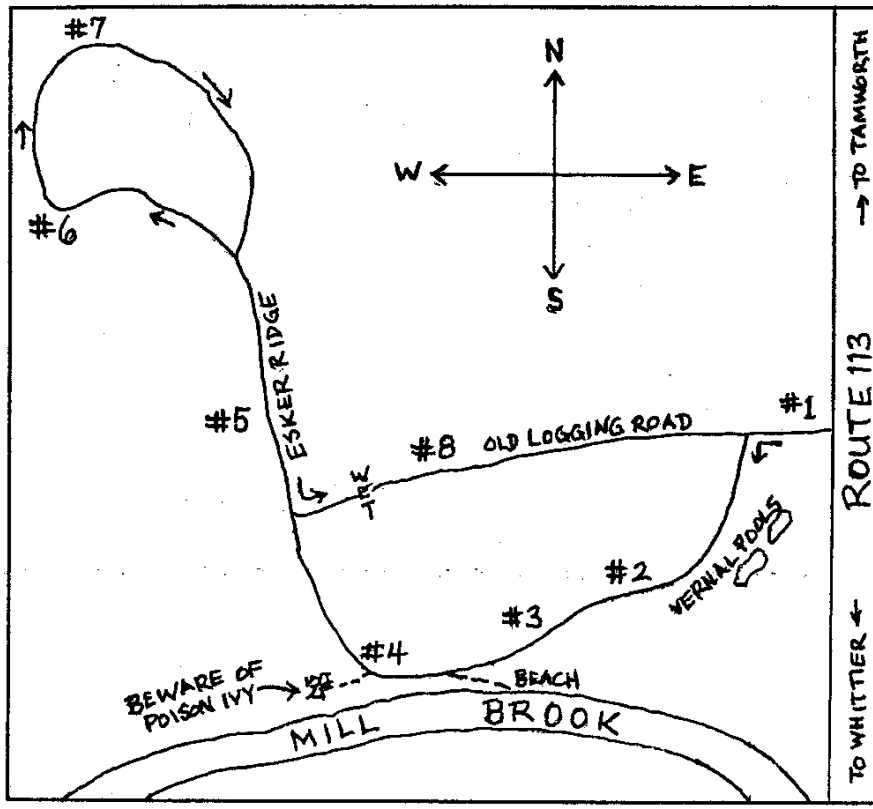 #7
N
W
E
S
#6
→ TO TAMWORTH
ROUTE 113
TO WHITTIER ←
#1
ESKER RIDGE
#5
#8
OLD LOGGING ROAD
VERNAL POOLS
#2
#3
#4
BEWARE OF
POISON IVY →
BEACH
MILL BROOK